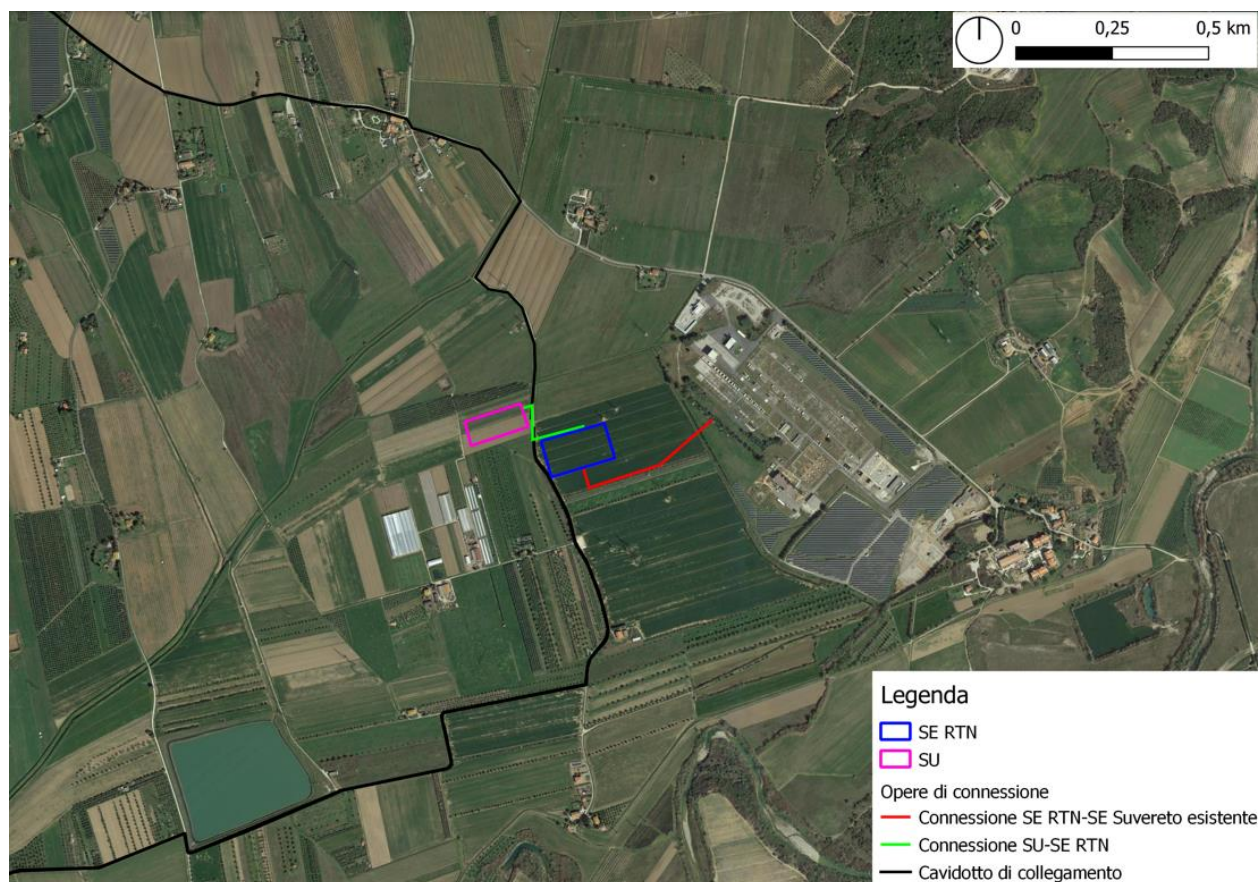 0 0,25 0,5 km
Legenda
SE RTN
SU
Opere di connessione
Connessione SE RTN-SE Suvereto esistente
Connessione SU-SE RTN
Cavidotto di collegamento